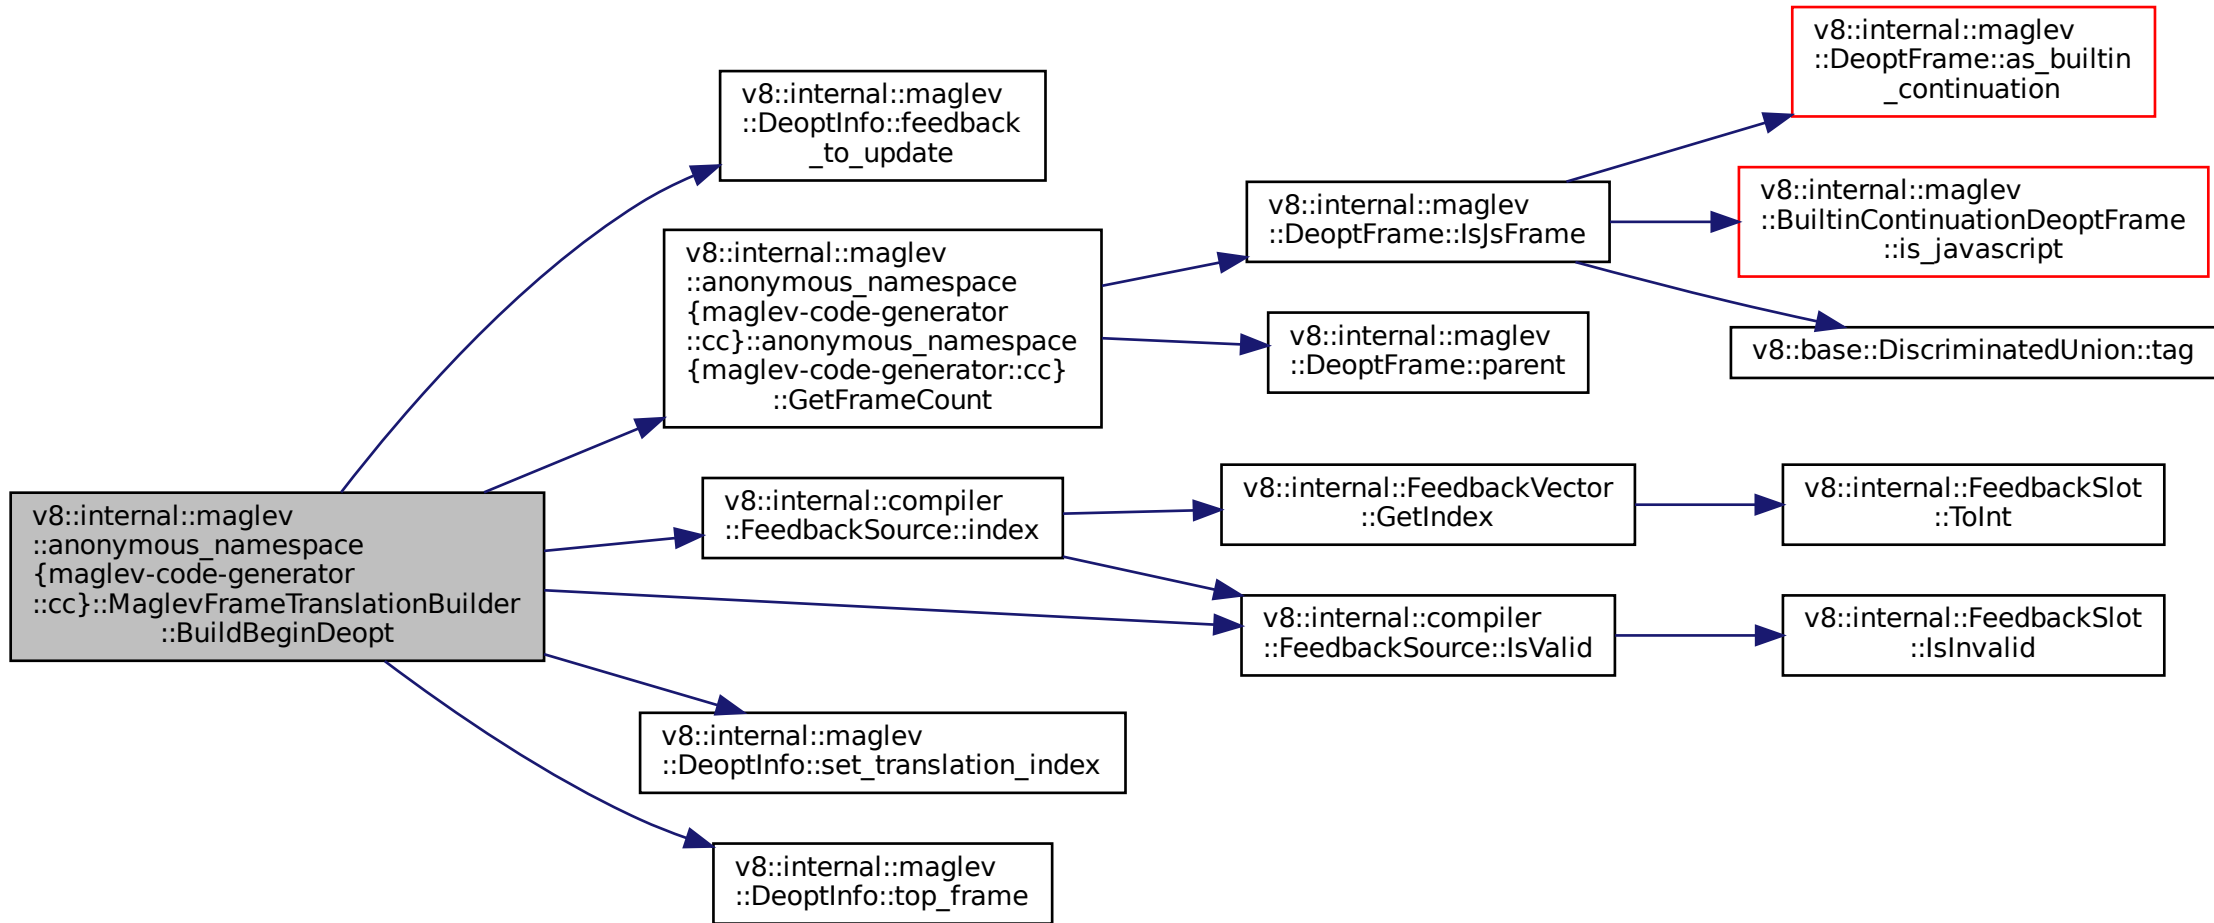 v8::internal::maglev
::DeoptFrame::as_builtin
_continuation
v8::internal::maglev
::DeoptInfo::feedback
_to_update
v8::internal::maglev
::BuiltinContinuationDeoptFrame
::is_javascript
v8::internal::maglev
::DeoptFrame::IsJsFrame
v8::internal::maglev
::anonymous_namespace
{maglev-code-generator
::cc}::anonymous_namespace
{maglev-code-generator::cc}
::GetFrameCount
v8::internal::maglev
::DeoptFrame::parent
v8::base::DiscriminatedUnion::tag
v8::internal::compiler
::FeedbackSource::index
v8::internal::FeedbackVector
::GetIndex
v8::internal::FeedbackSlot
::ToInt
v8::internal::maglev
::anonymous_namespace
{maglev-code-generator
::cc}::MaglevFrameTranslationBuilder
::BuildBeginDeopt
v8::internal::compiler
::FeedbackSource::IsValid
v8::internal::FeedbackSlot
::IsInvalid
v8::internal::maglev
::DeoptInfo::set_translation_index
v8::internal::maglev
::DeoptInfo::top_frame